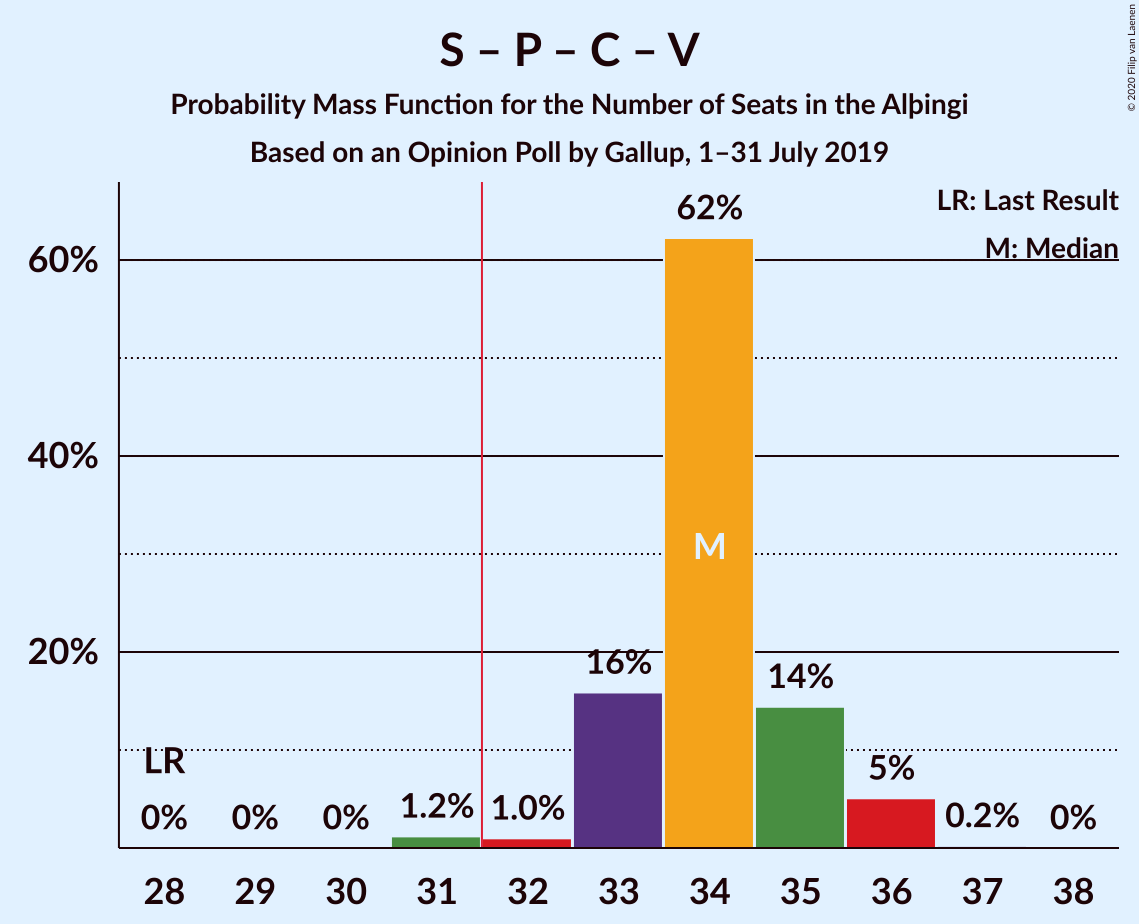 S – P – C – V
Probability Mass Function for the Number of Seats in the Alþingi
Based on an Opinion Poll by Gallup, 1–31 July 2019
© 2020 Filip van Laenen
LR: Last Result
M: Median
60%
40%
20%
62%
M
16%
14%
LR
5%
0% 0% 0% 1.2% 1.0% 0.2% 0%
28 29 30 31 32 33 34 35 36 37 38